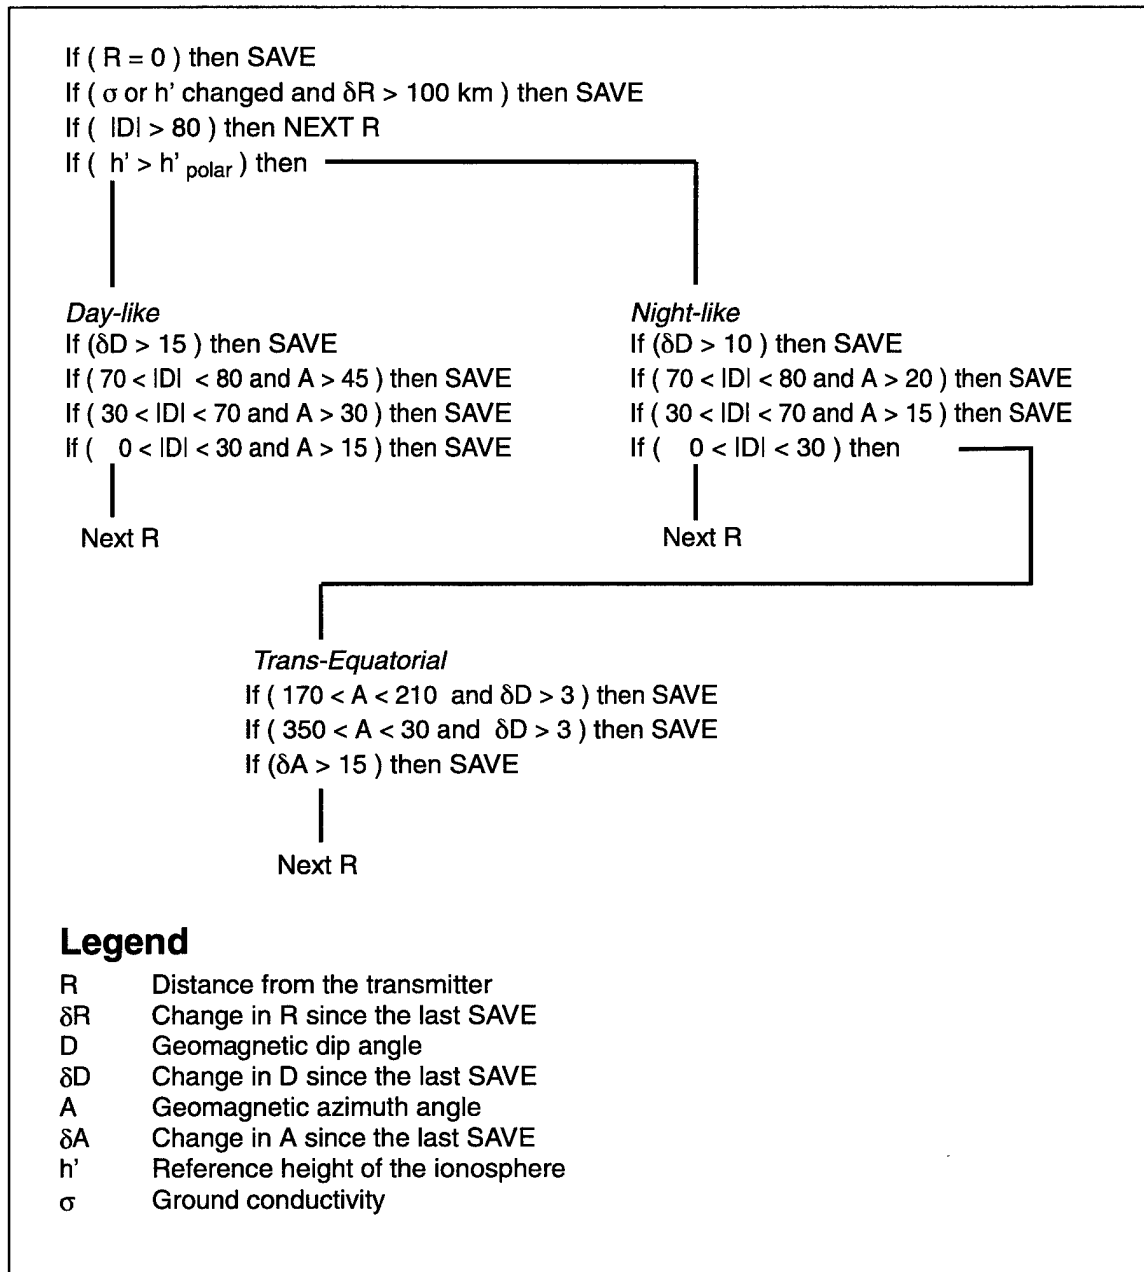 If ( R = 0 ) then SAVE
If ( σ or h' changed and δR > 100 km ) then SAVE
If ( |D| > 80 ) then NEXT R
If ( h' > h' polar ) then
Day-like
If (δD > 15 ) then SAVE
If ( 70 < |D| < 80 and A > 45 ) then SAVE
If ( 30 < |D| < 70 and A > 30 ) then SAVE
If ( 0 < |D| < 30 and A > 15 ) then SAVE
Next R
Night-like
If (δD > 10 ) then SAVE
If ( 70 < |D| < 80 and A > 20 ) then SAVE
If ( 30 < |D| < 70 and A > 15 ) then SAVE
If ( 0 < |D| < 30 ) then
Next R
Trans-Equatorial
If ( 170 < A < 210 and δD > 3 ) then SAVE
If ( 350 < A < 30 and δD > 3 ) then SAVE
If (δA > 15 ) then SAVE
Next R
Legend
R Distance from the transmitter
δR Change in R since the last SAVE
D Geomagnetic dip angle
δD Change in D since the last SAVE
A Geomagnetic azimuth angle
δA Change in A since the last SAVE
h' Reference height of the ionosphere
σ Ground conductivity